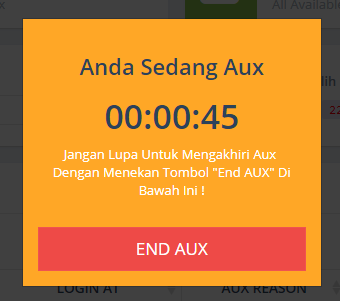 All Available
Anda Sedang Aux
00:00:45
Jangan Lupa Untuk Mengakhiri Aux
Dengan Menekan Tombol "End AUX" Di
Bawah Ini !
END AUX
LOGIN AT
AUX REASON